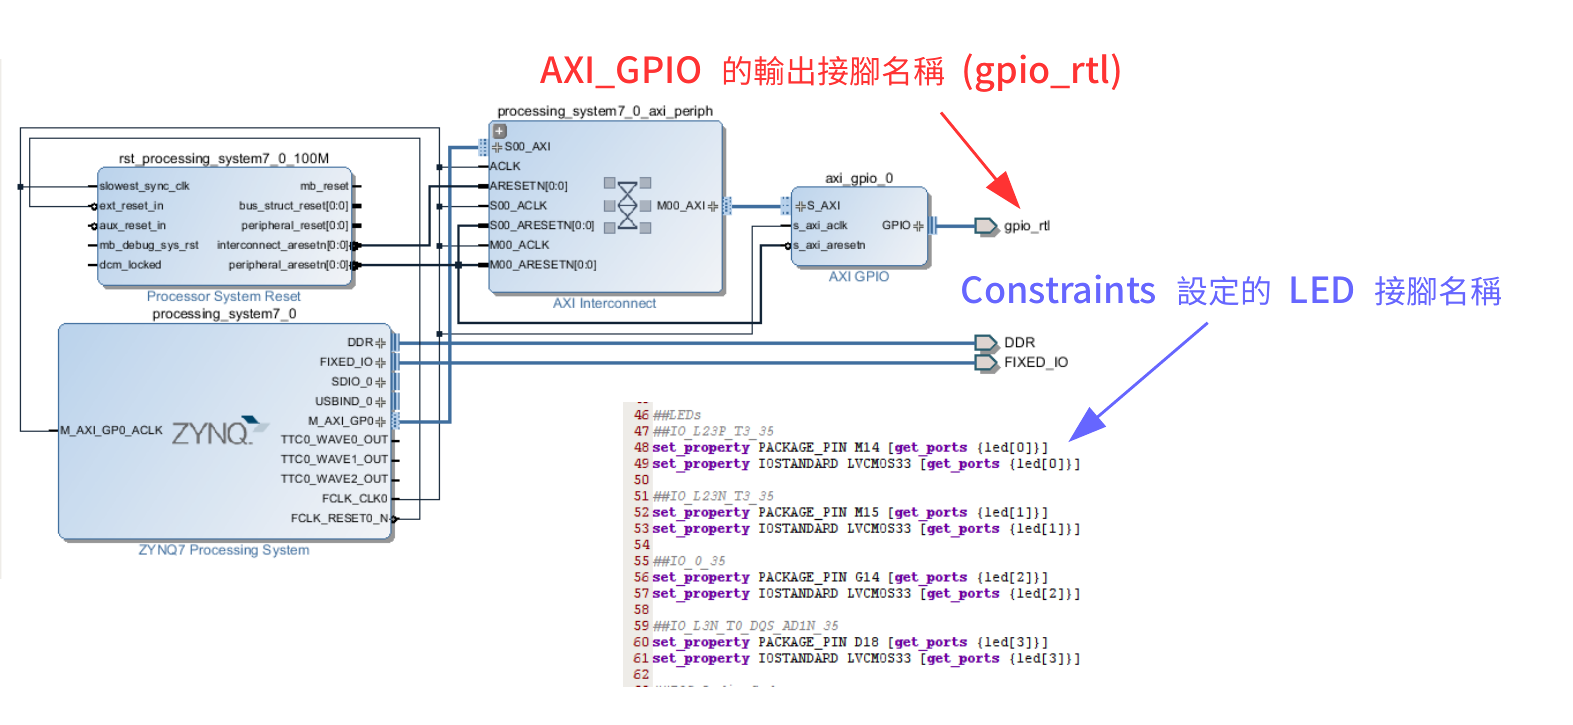 AXI_GPIO 的輸出接腳名稱 (gpio_rtl)
processing_system7_0_axi_periph
S00_AXI
ACLK
ARESETN[0:0]
S00_ACLK
S00_ARESETN[0:0]
M00_ACLK
M00_ARESETN[0:0]
M00_AXI
AXI Interconnect
rst_processing_system7_0_100M
slowest_sync_clk
ext_reset_in
aux_reset_in
mb_debug_sys_rst
dcm_locked
mb_reset
bus_struct_reset[0:0]
peripheral_reset[0:0]
interconnect_aresetn[0:0]
peripheral_aresetn[0:0]
Processor System Reset
axi_gpio_0
S_AXI
s_axi_aclk
s_axi_aresetn
GPIO
AXI GPIO
gpio_rtl
Constraints 設定的 LED 接腳名稱
processing_system7_0
M_AXI_GP0_ACLK
ZYNQ
DDR
FIXED_IO
SDIO_0
USBIND_0
M_AXI_GP0
TTC0_WAVE0_OUT
TTC0_WAVE1_OUT
TTC0_WAVE2_OUT
FCLK_CLK0
FCLK_RESET0_N
ZYNQ7 Processing System
DDR
FIXED_IO
46 ##LEDs
47 ##IO_L23P_T3_35
48 set_property PACKAGE_PIN M14 [get_ports {led[0]}]
49 set_property IOSTANDARD LVCMOS33 [get_ports {led[0]}]
50
51 ##IO_L23N_T3_35
52 set_property PACKAGE_PIN M15 [get_ports {led[1]}]
53 set_property IOSTANDARD LVCMOS33 [get_ports {led[1]}]
54
55 ##IO_0_35
56 set_property PACKAGE_PIN G14 [get_ports {led[2]}]
57 set_property IOSTANDARD LVCMOS33 [get_ports {led[2]}]
58
59 ##IO_L3N_T0_DQS_AD1N_35
60 set_property PACKAGE_PIN D18 [get_ports {led[3]}]
61 set_property IOSTANDARD LVCMOS33 [get_ports {led[3]}]
62